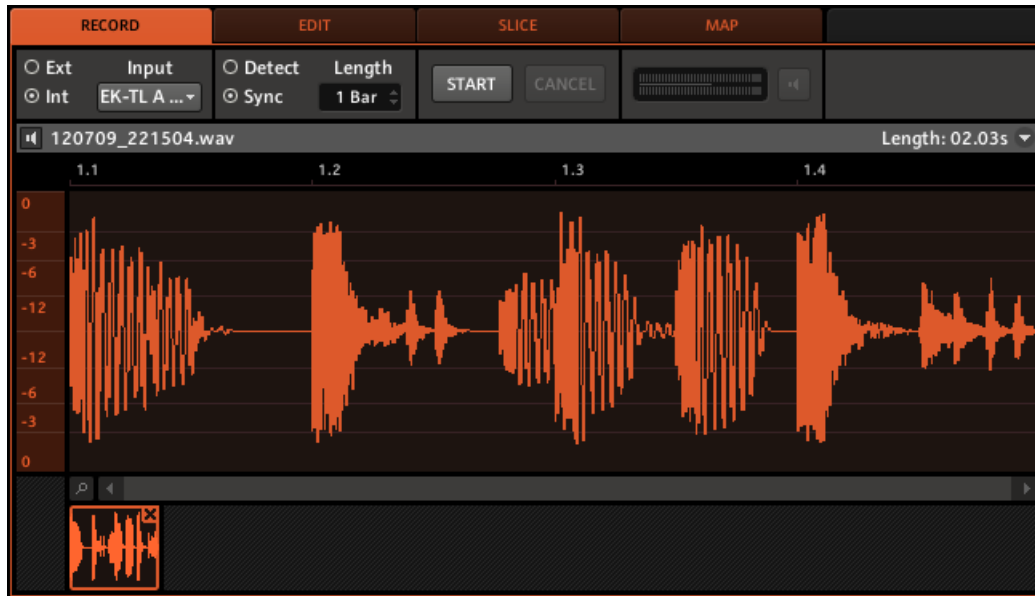 RECORD EDIT SLICE MAP
Ext Input Detect Length
Int EK-TL A ... Sync 1 Bar START CANCEL
120709_221504.wav Length: 02.03s
1.1 1.2 1.3 1.4
0
-3
-6
-12
-12
-6
-3
0